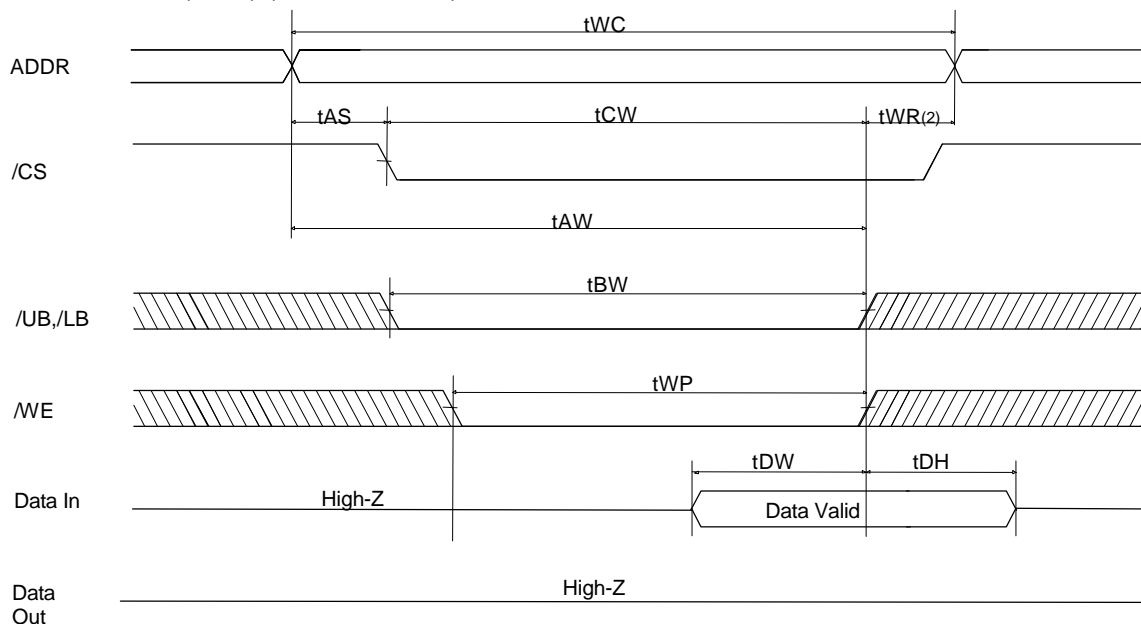 tWC
ADDR
tAS tCW tWR(2)
/CS
tAW
tBW
/UB,/LB
tWP
/WE
tDW tDH
Data In High-Z Data Valid
Data Out High-Z